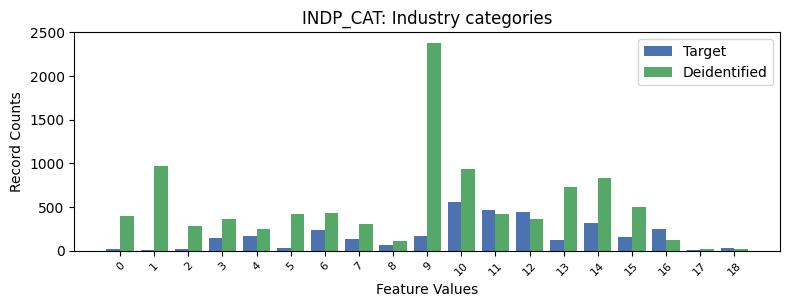 INDP_CAT: Industry categories
2500
2000
1500
1000
500
0
Record Counts
Target
Deidentified
0 1 2 3 4 5 6 7 8 9 10 11 12 13 14 15 16 17 18
Feature Values